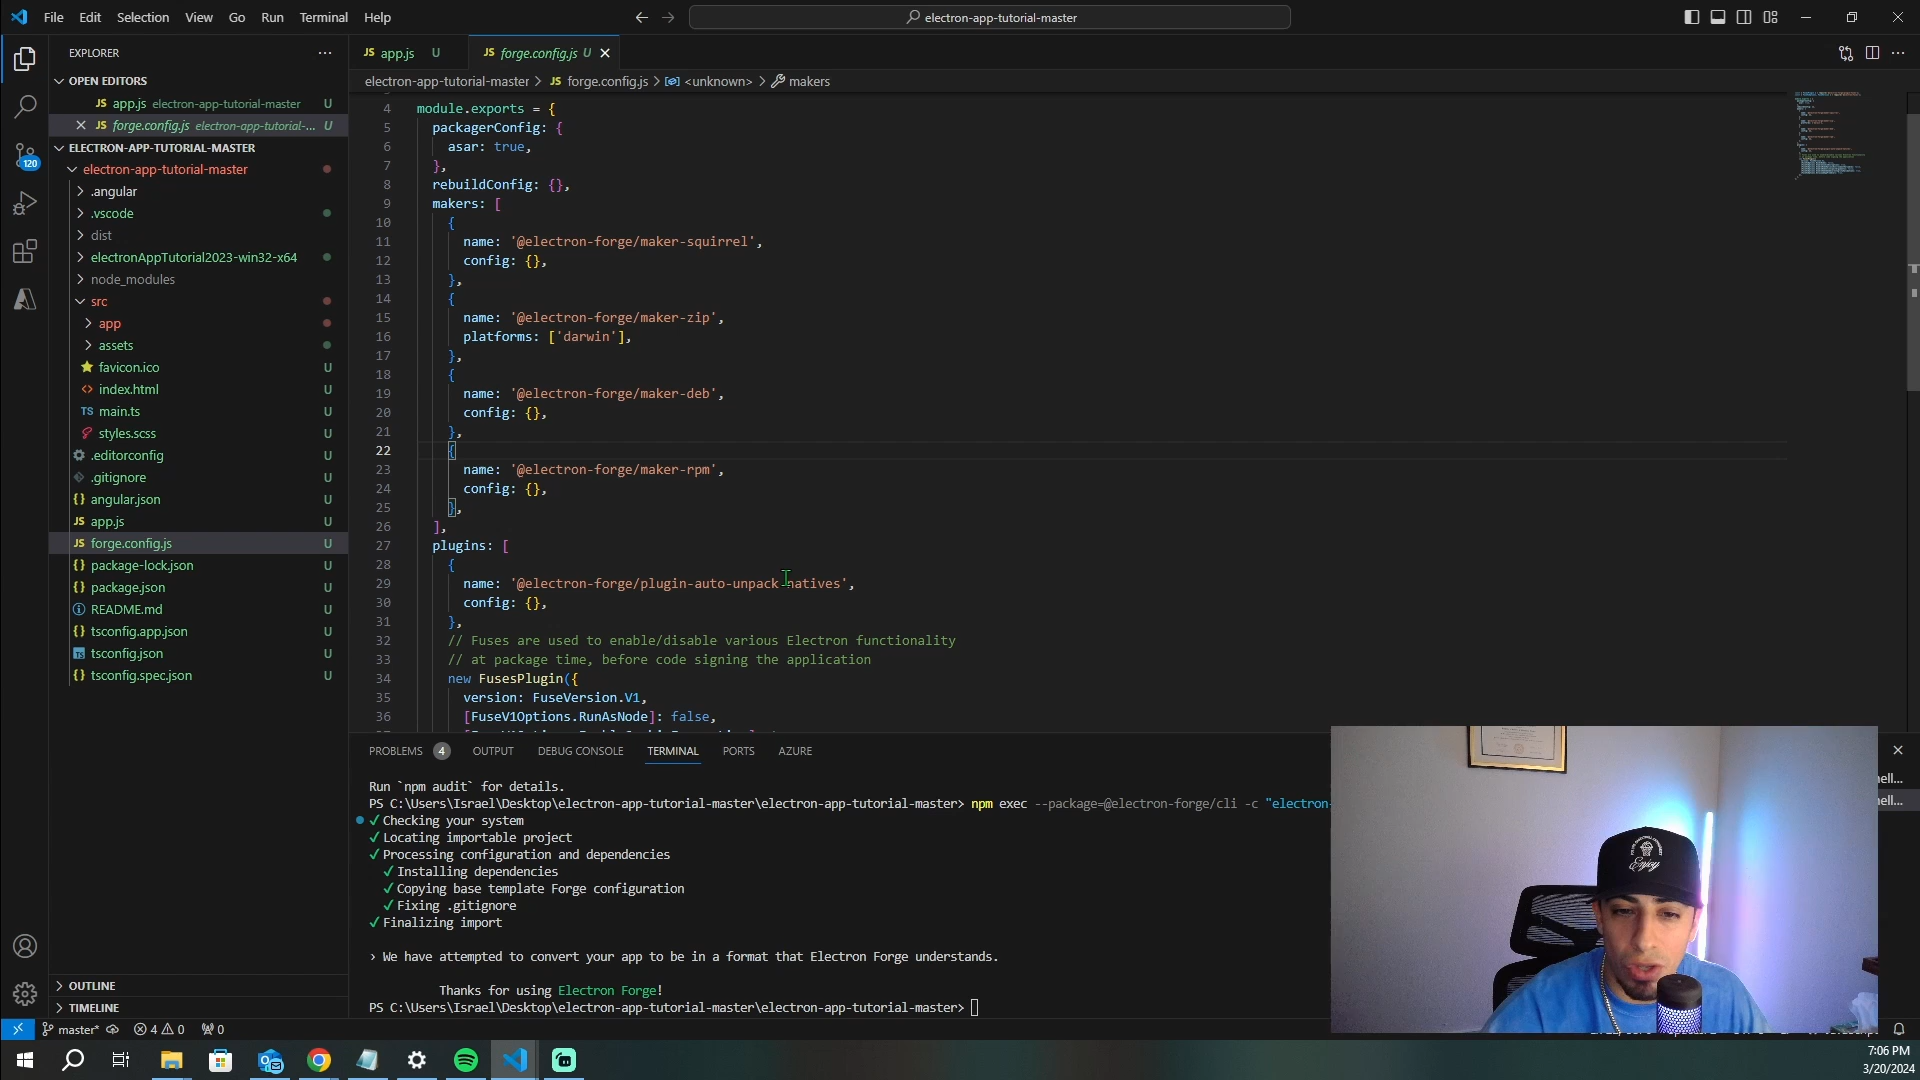 File Edit Selection View Go Run Terminal Help
electron-app-tutorial-master
EXPLORER
OPEN EDITORS
JS app.js electron-app-tutorial-master U
JS forge.config.js electron-app-tutorial-... U
ELECTRON-APP-TUTORIAL-MASTER
electron-app-tutorial-master
.angular
.vscode
dist
electronAppTutorial2023-win32-x64
node_modules
src
app
assets
favicon.ico U
index.html U
TS main.ts U
styles.scss U
.editorconfig U
.gitignore U
{} angular.json U
JS app.js U
JS forge.config.js U
{} package-lock.json U
{} package.json U
README.md U
{} tsconfig.app.json U
TS tsconfig.json U
{} tsconfig.spec.json U
OUTLINE
TIMELINE
120
JS app.js U
JS forge.config.js U
electron-app-tutorial-master > JS forge.config.js > <unknown> > makers
4 module.exports = {
5 packagerConfig: {
6 asar: true,
7 },
8 rebuildConfig: {},
9 makers: [
10 {
11 name: '@electron-forge/maker-squirrel',
12 config: {},
13 },
14 {
15 name: '@electron-forge/maker-zip',
16 platforms: ['darwin'],
17 },
18 {
19 name: '@electron-forge/maker-deb',
20 config: {},
21 },
22 {
23 name: '@electron-forge/maker-rpm',
24 config: {},
25 },
26 ],
27 plugins: [
28 {
29 name: '@electron-forge/plugin-auto-unpack-natives',
30 config: {},
31 },
32 // Fuses are used to enable/disable various Electron functionality
33 // at package time, before code signing the application
34 new FusesPlugin({
35 version: FuseVersion.V1,
36 [FuseV1Options.RunAsNode]: false,
PROBLEMS 4 OUTPUT DEBUG CONSOLE TERMINAL PORTS AZURE
Run `npm audit` for details.
PS C:\Users\Israel\Desktop\electron-app-tutorial-master\electron-app-tutorial-master> npm exec --package=@electron-forge/cli -c "electron-
✓ Checking your system
✓ Locating importable project
✓ Processing configuration and dependencies
✓ Installing dependencies
✓ Copying base template Forge configuration
✓ Fixing .gitignore
✓ Finalizing import
› We have attempted to convert your app to be in a format that Electron Forge understands.
Thanks for using Electron Forge!
PS C:\Users\Israel\Desktop\electron-app-tutorial-master\electron-app-tutorial-master>
ell...
ell...
Enjoy
master* 4 0 0
7:06 PM
3/20/2024